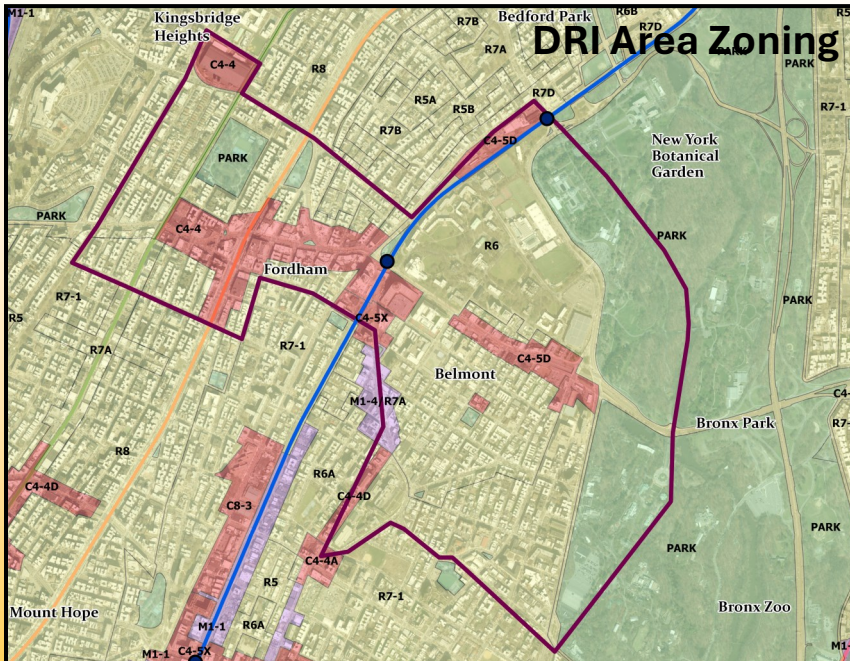 M1-1
Kingsbridge
Heights
Bedford Park
R6B
R5
R7B
R7D
DRI Area Zoning
R7A
PARK
C4-4
R8
PARK
R7D
R5A
R5B
R7-1
R7B
C4-5D
New York
Botanical
Garden
PARK
PARK
C4-4
PARK
R6
Fordham
R7-1
PARK
R5
C4-5X
R7A
R7-1
C4-5D
Belmont
C4-
M1-4/R7A
Bronx Park
R7-
R8
R6A
C4-4D
C4-4D
C8-3
PARK
PARK
C4-4A
R5
R7-1
Mount Hope
Bronx Zoo
M1-1
R6A
M1-1
C4-5X
M1-